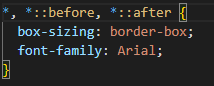 *, *::before, *::after {
box-sizing: border-box;
font-family: Arial;
}